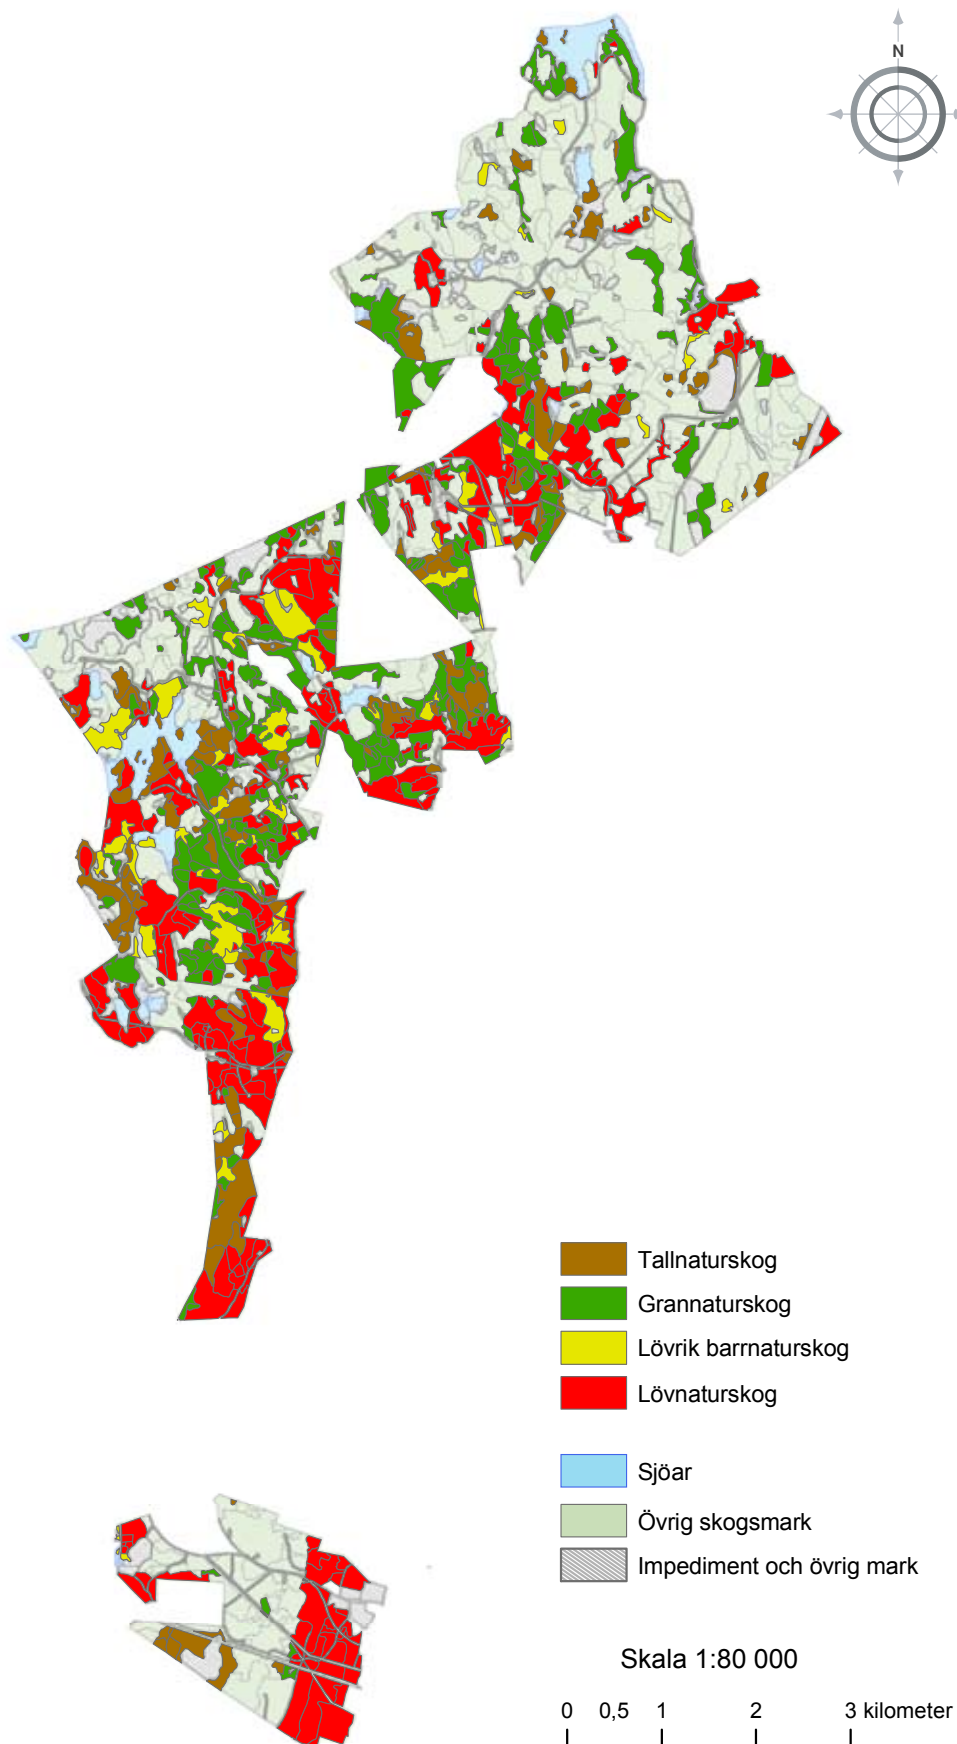 N
Tallnaturskog
Grannaturskog
Lövrik barrnaturskog
Lövnaturskog
Sjöar
Övrig skogsmark
Impediment och övrig mark
Skala 1:80 000
0 0,5 1 2 3 kilometer